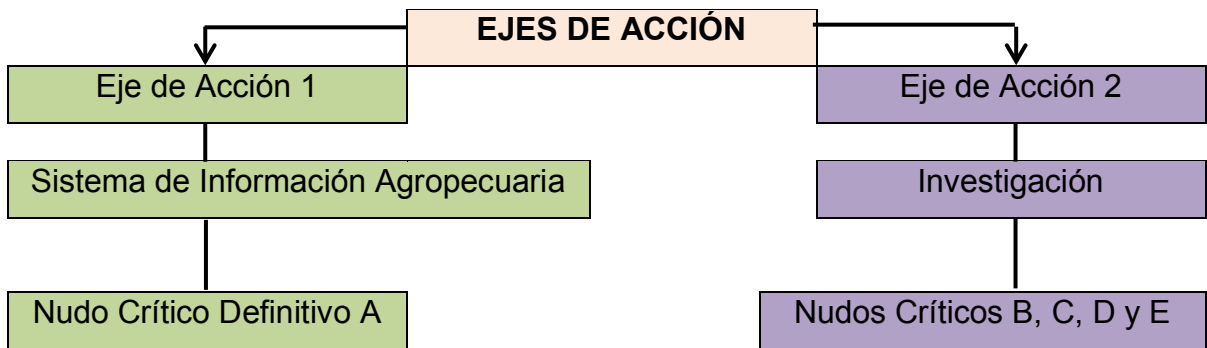 EJES DE ACCIÓN
Eje de Acción 1
Eje de Acción 2
Sistema de Información Agropecuaria
Investigación
Nudo Crítico Definitivo A
Nudos Críticos B, C, D y E